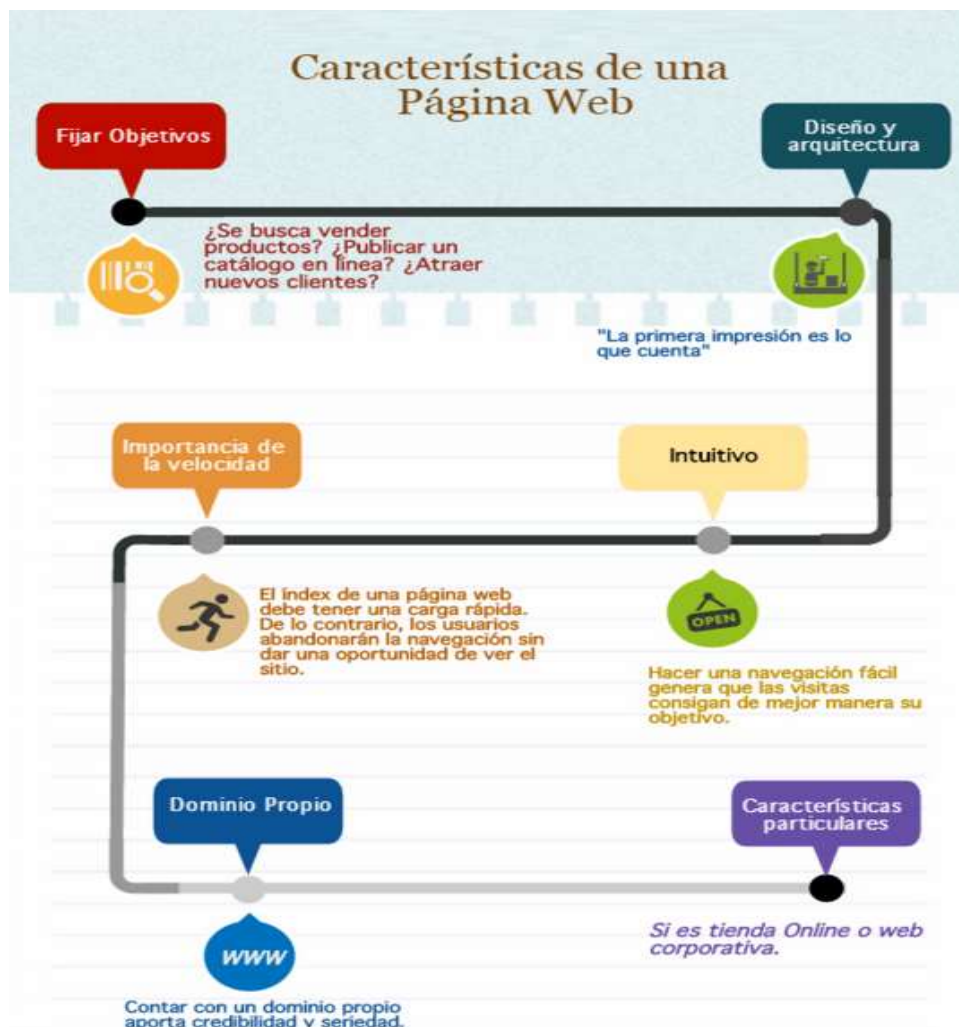 Características de una
Página Web
Fijar Objetivos
Diseño y
arquitectura
¿Se busca vender
productos? ¿Publicar un
catálogo en línea? ¿Atraer
nuevos clientes?
"La primera impresión es lo
que cuenta"
Intuitivo
Importancia de
la velocidad
OPEN
Hacer una navegación fácil
genera que las visitas
consigan de mejor manera su
objetivo.
El índex de una página web
debe tener una carga rápida.
De lo contrario, los usuarios
abandonarán la navegación sin
dar una oportunidad de ver el
sitio.
Dominio Propio
Características
particulares
www
Contar con un dominio propio
aporta credibilidad y seriedad.
Si es tienda Online o web
corporativa.